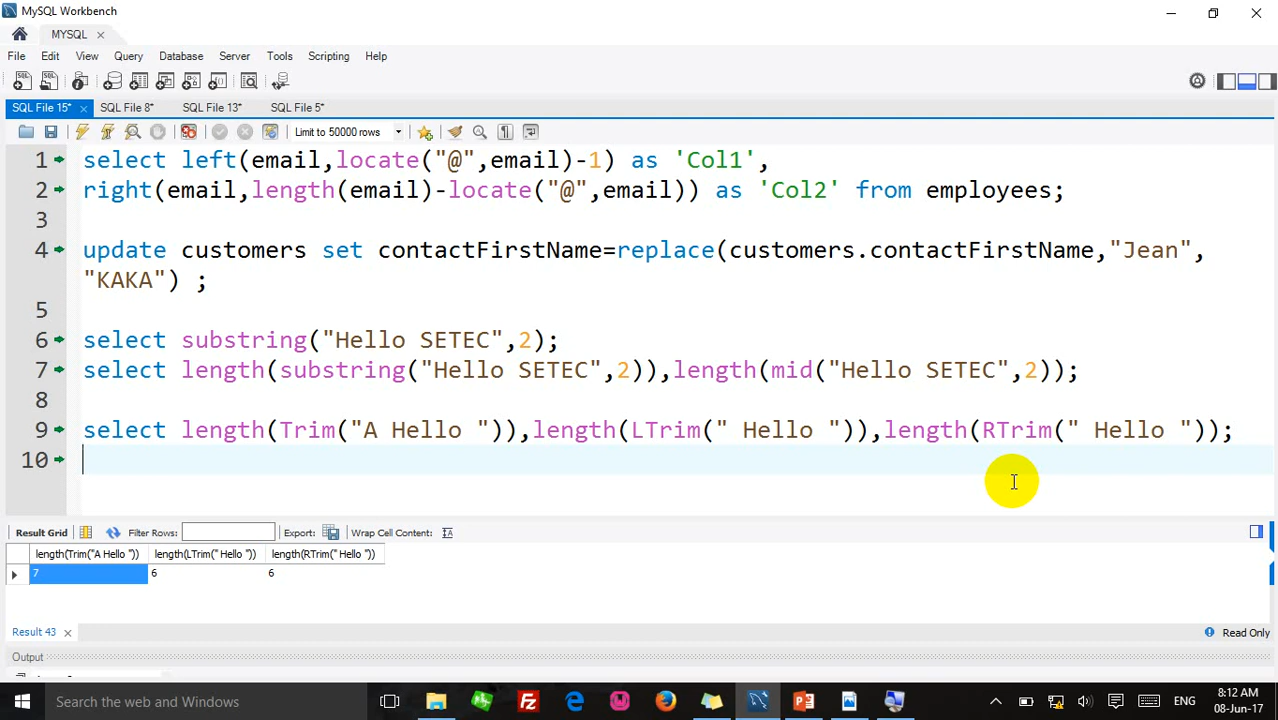 MySQL Workbench
MYSQL
File Edit View Query Database Server Tools Scripting Help
SQL File 15* SQL File 8* SQL File 13* SQL File 5*
Limit to 50000 rows
1 select left(email,locate("@",email)-1) as 'Col1',
2 right(email,length(email)-locate("@",email)) as 'Col2' from employees;
3
4 update customers set contactFirstName=replace(customers.contactFirstName,"Jean",
"KAKA") ;
5
6 select substring("Hello SETEC",2);
7 select length(substring("Hello SETEC",2)),length(mid("Hello SETEC",2));
8
9 select length(Trim("A Hello ")),length(LTrim(" Hello ")),length(RTrim(" Hello "));
10
Result Grid Filter Rows: Export: Wrap Cell Content:
length(Trim("A Hello ")) length(LTrim(" Hello ")) length(RTrim(" Hello "))
7 6 6
Result 43 Read Only
Output
Search the web and Windows
ENG
8:12 AM
08-Jun-17